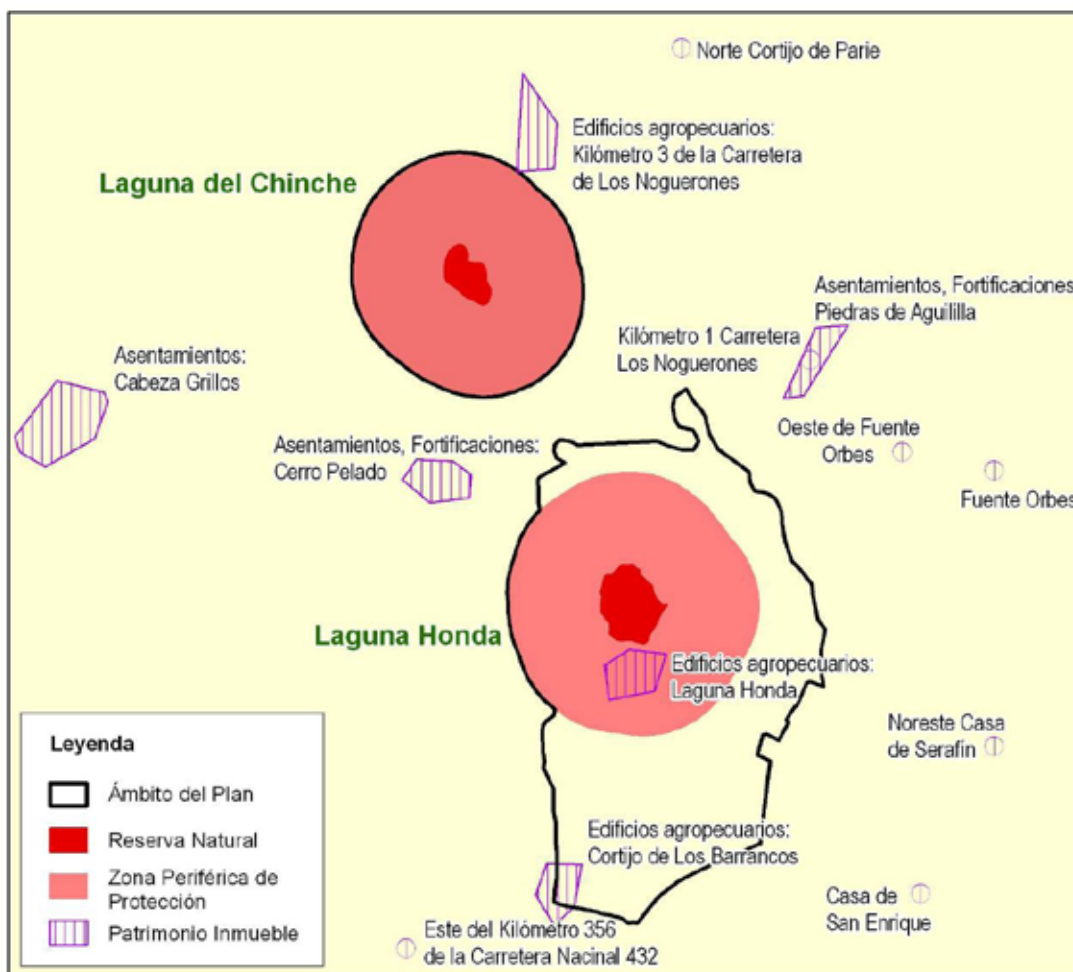 Norte Cortijo de Parie
Edificios agropecuarios:
Kilómetro 3 de la Carretera
de Los Noguerones
Laguna del Chinche
Asentamientos, Fortificaciones:
Piedras de Aguililla
Kilómetro 1 Carretera
Los Noguerones
Asentamientos:
Cabeza Grillos
Oeste de Fuente
Orbes
Asentamientos, Fortificaciones:
Cerro Pelado
Fuente Orbes
Laguna Honda
Edificios agropecuarios:
Laguna Honda
Noreste Casa
de Serafin
Edificios agropecuarios:
Cortijo de Los Barrancos
Casa de
San Enrique
Este del Kilómetro 356
de la Carretera Nacinal 432
Leyenda
Ámbito del Plan
Reserva Natural
Zona Periférica de
Protección
Patrimonio Inmueble